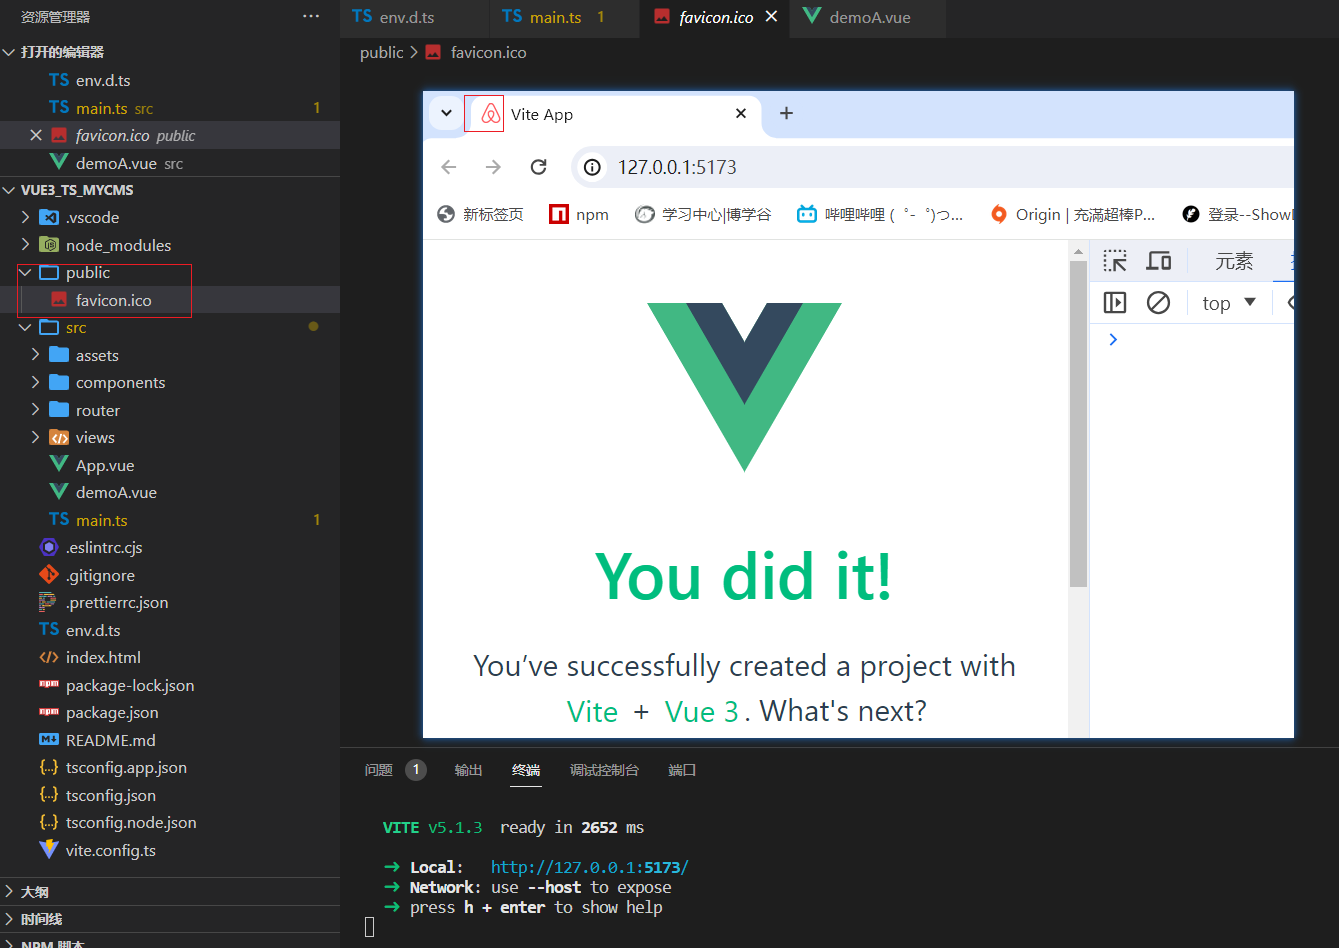 资源管理器
打开的编辑器
TS env.d.ts
TS main.ts src 1
favicon.ico public
demoA.vue src
VUE3_TS_MYCMS
.vscode
node_modules
public
favicon.ico
src
assets
components
router
views
App.vue
demoA.vue
TS main.ts 1
.eslintrc.cjs
.gitignore
.prettierrc.json
TS env.d.ts
index.html
package-lock.json
package.json
README.md
tsconfig.app.json
tsconfig.json
tsconfig.node.json
vite.config.ts
大纲
时间线
NPM 脚本
TS env.d.ts
TS main.ts 1
favicon.ico
demoA.vue
public > favicon.ico
Vite App
127.0.0.1:5173
新标签页
npm
学习中心|博学谷
哔哩哔哩 ( ゜- ゜)つ...
Origin | 充滿超棒P...
登录--ShowD
元素
top
You did it!
You’ve successfully created a project with
Vite + Vue 3. What's next?
问题 1 输出 终端 调试控制台 端口
VITE v5.1.3 ready in 2652 ms
➜ Local: http://127.0.0.1:5173/
➜ Network: use --host to expose
➜ press h + enter to show help